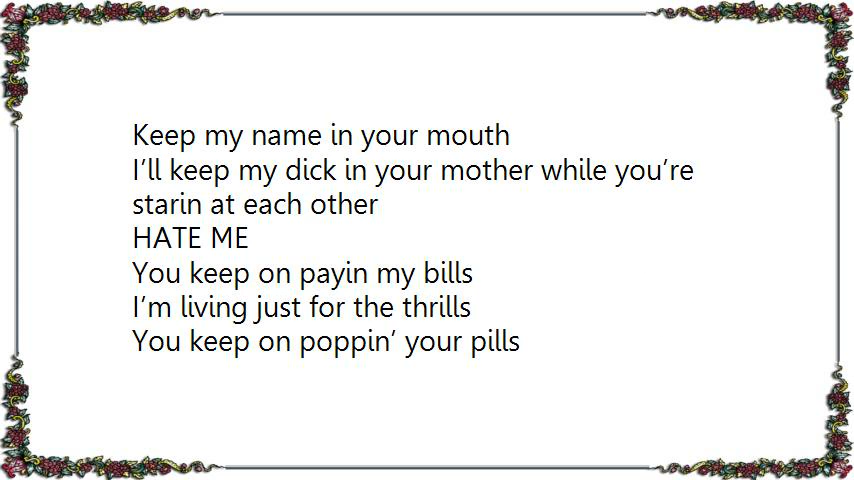 Keep my name in your mouth
I’ll keep my dick in your mother while you’re
starin at each other
HATE ME
You keep on payin my bills
I’m living just for the thrills
You keep on poppin’ your pills